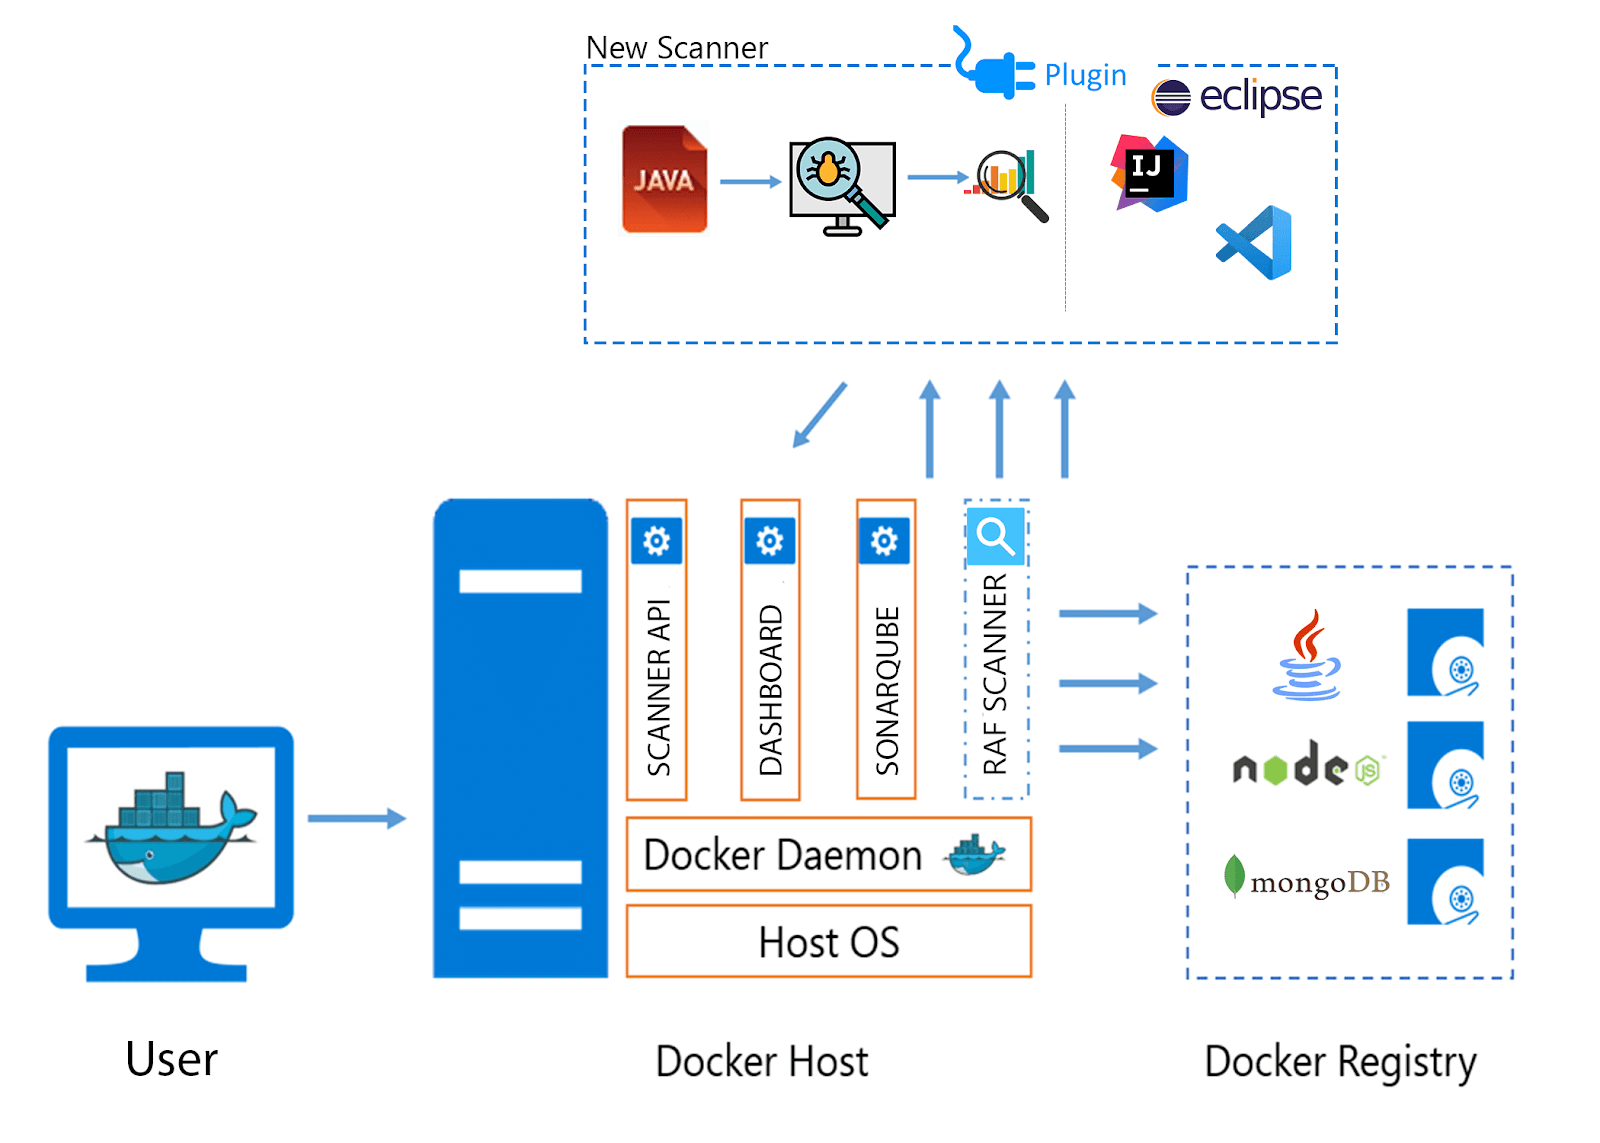 New Scanner
Plugin
eclipse
JAVA
IJ
SCANNER API
DASHBOARD
SONARQUBE
RAF SCANNER
Docker Daemon
Host OS
node
JS
mongoDB
User
Docker Host
Docker Registry